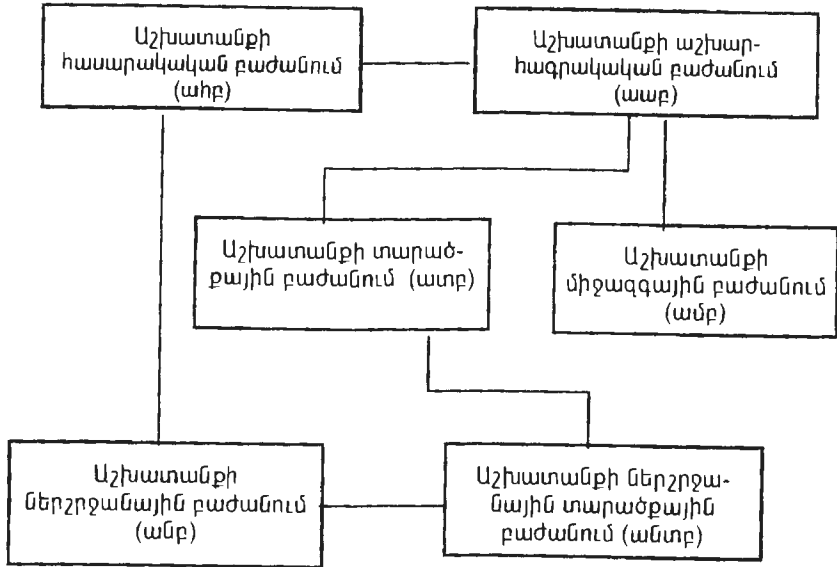 Աշխատանքի
հասարակական բաժանում
(ահբ)
Աշխատանքի աշխար-
հագրական բաժանում
(ααբ)
Աշխատանքի տարած-
քային բաժանում (ատբ)
Աշխատանքի
միջազգային բաժանում
(ամբ)
Աշխատանքի
ներշրջանային բաժանում
(անբ)
Աշխատանքի ներշրջա-
նային տարածքային
բաժանում (անտբ)